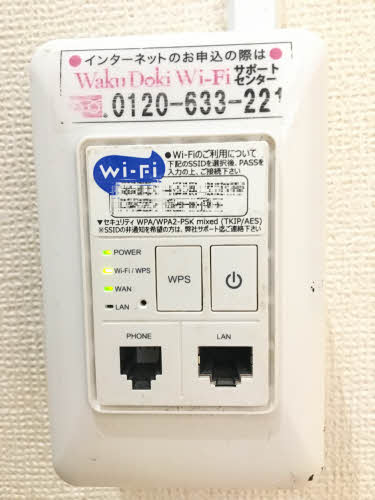 ●インターネットのお申込の際は●
Waku Doki Wi-Fi サポートセンター
0120-633-221
Wi-Fi
●Wi-Fiのご利用について
下記のSSIDを選択後、PASSを
入力の上、ご接続下さい
▼セキュリティ WPA/WPA2-PSK mixed (TKIP/AES)
※SSIDの非通知を希望の方は、弊社サポート迄ご連絡下さい
POWER
Wi-Fi / WPS
WAN
LAN
WPS
PHONE
LAN